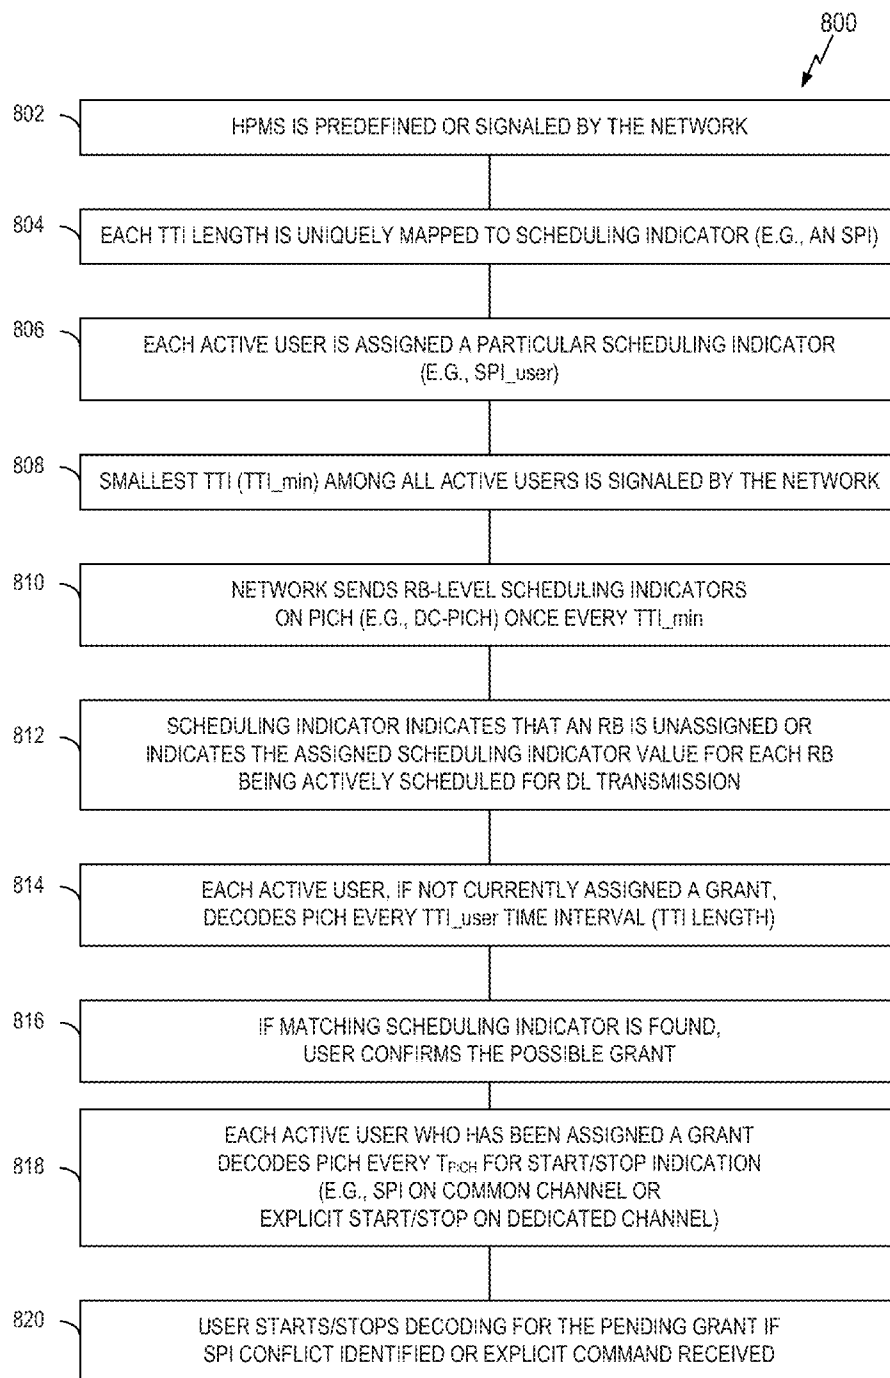 800
802
HPMS IS PREDEFINED OR SIGNALED BY THE NETWORK
804
EACH TTI LENGTH IS UNIQUELY MAPPED TO SCHEDULING INDICATOR (E.G., AN SPI)
806
EACH ACTIVE USER IS ASSIGNED A PARTICULAR SCHEDULING INDICATOR
(E.G., SPI_user)
808
SMALLEST TTI (TTI_min) AMONG ALL ACTIVE USERS IS SIGNALED BY THE NETWORK
810
NETWORK SENDS RB-LEVEL SCHEDULING INDICATORS
ON PICH (E.G., DC-PICH) ONCE EVERY TTI_min
812
SCHEDULING INDICATOR INDICATES THAT AN RB IS UNASSIGNED OR
INDICATES THE ASSIGNED SCHEDULING INDICATOR VALUE FOR EACH RB
BEING ACTIVELY SCHEDULED FOR DL TRANSMISSION
814
EACH ACTIVE USER, IF NOT CURRENTLY ASSIGNED A GRANT,
DECODES PICH EVERY TTI_user TIME INTERVAL (TTI LENGTH)
816
IF MATCHING SCHEDULING INDICATOR IS FOUND,
USER CONFIRMS THE POSSIBLE GRANT
818
EACH ACTIVE USER WHO HAS BEEN ASSIGNED A GRANT
DECODES PICH EVERY TPICH FOR START/STOP INDICATION
(E.G., SPI ON COMMON CHANNEL OR
EXPLICIT START/STOP ON DEDICATED CHANNEL)
820
USER STARTS/STOPS DECODING FOR THE PENDING GRANT IF
SPI CONFLICT IDENTIFIED OR EXPLICIT COMMAND RECEIVED